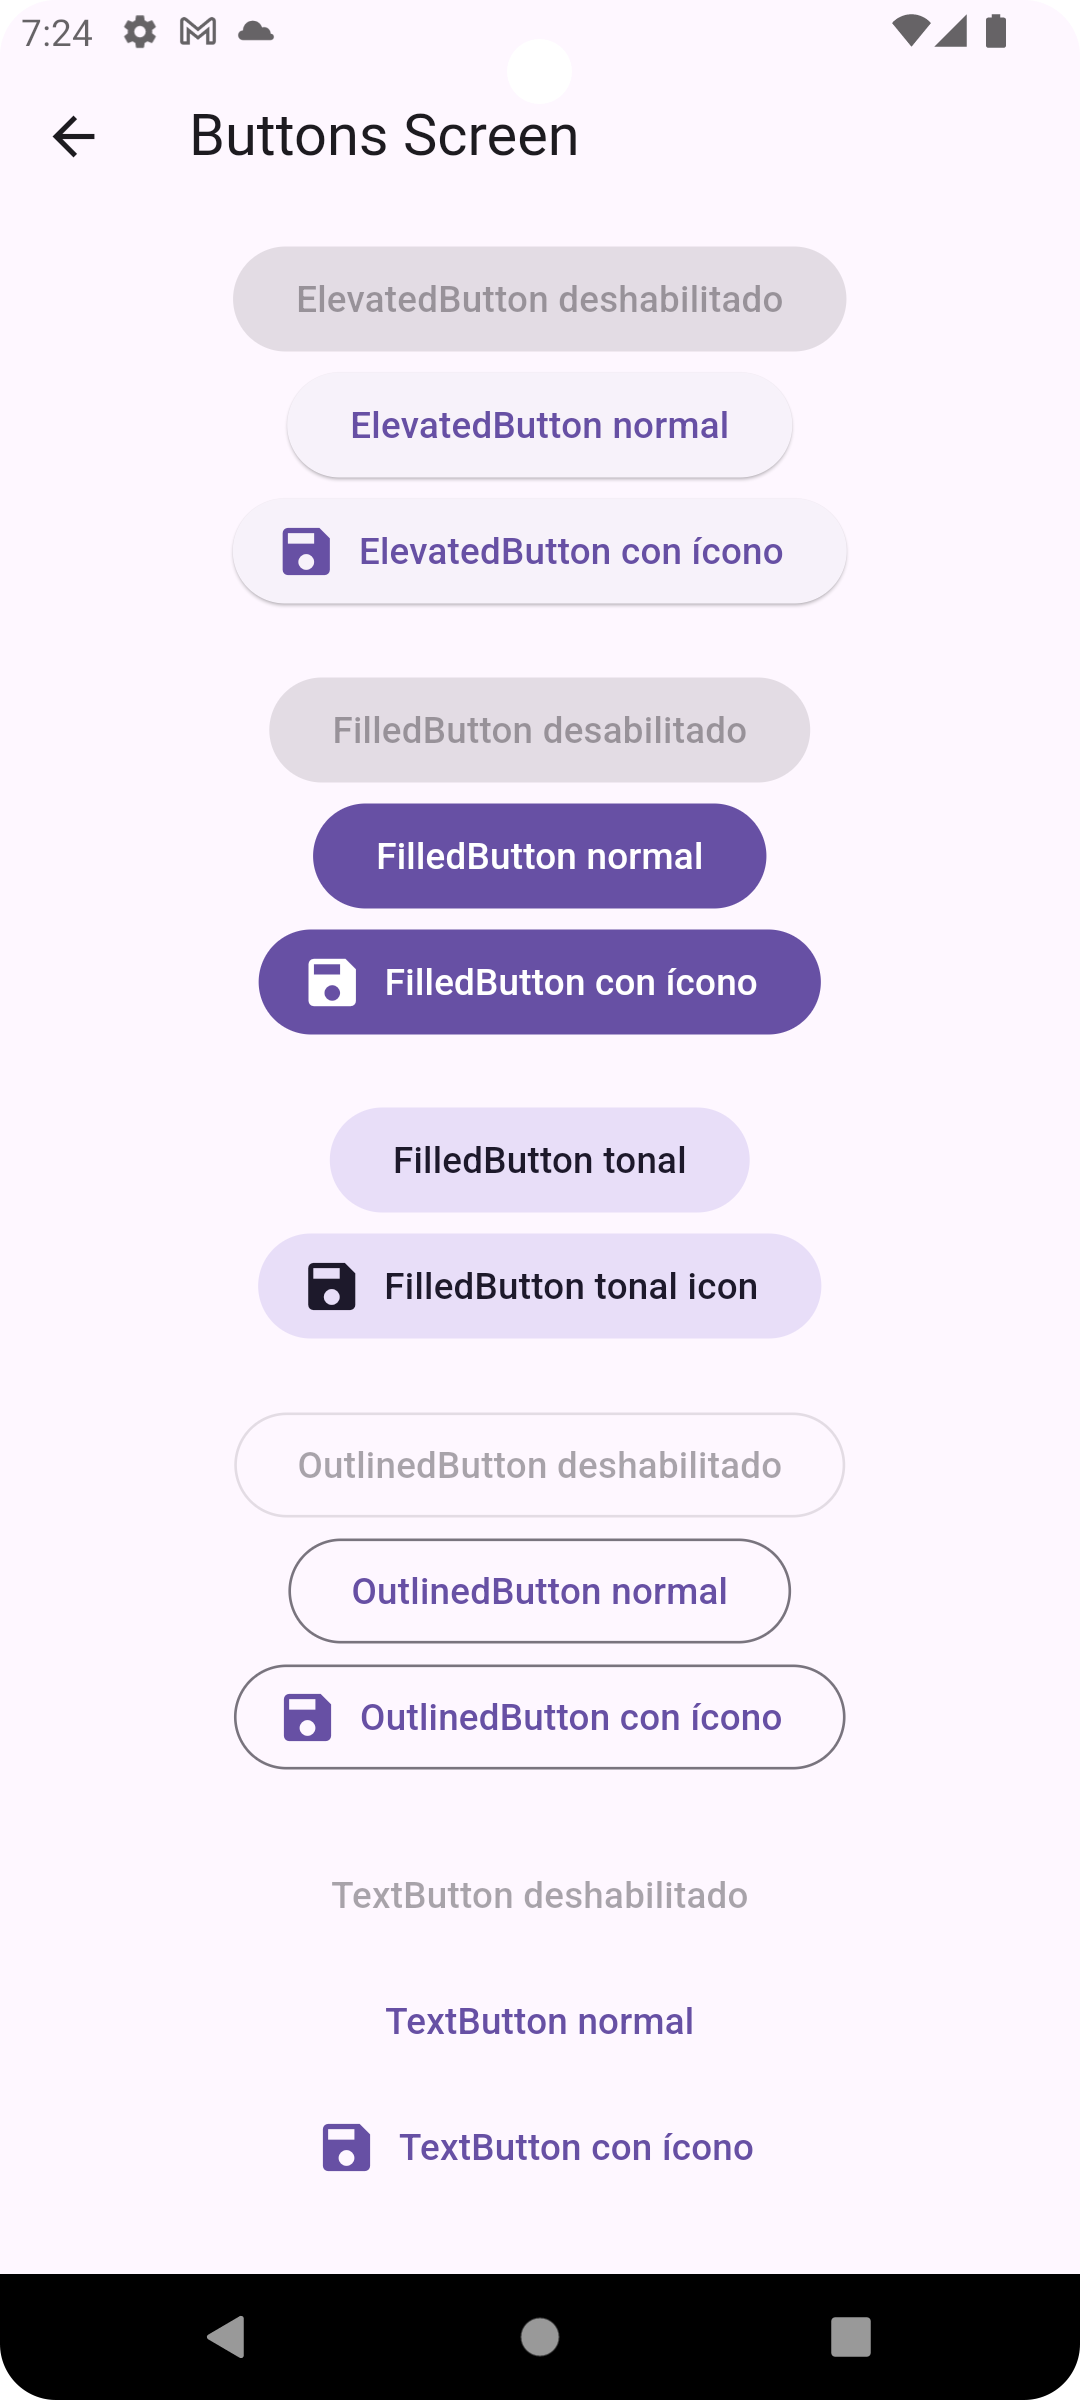 7:24
Buttons Screen
ElevatedButton deshabilitado
ElevatedButton normal
ElevatedButton con ícono
FilledButton desabilitado
FilledButton normal
FilledButton con ícono
FilledButton tonal
FilledButton tonal icon
OutlinedButton deshabilitado
OutlinedButton normal
OutlinedButton con ícono
TextButton deshabilitado
TextButton normal
TextButton con ícono